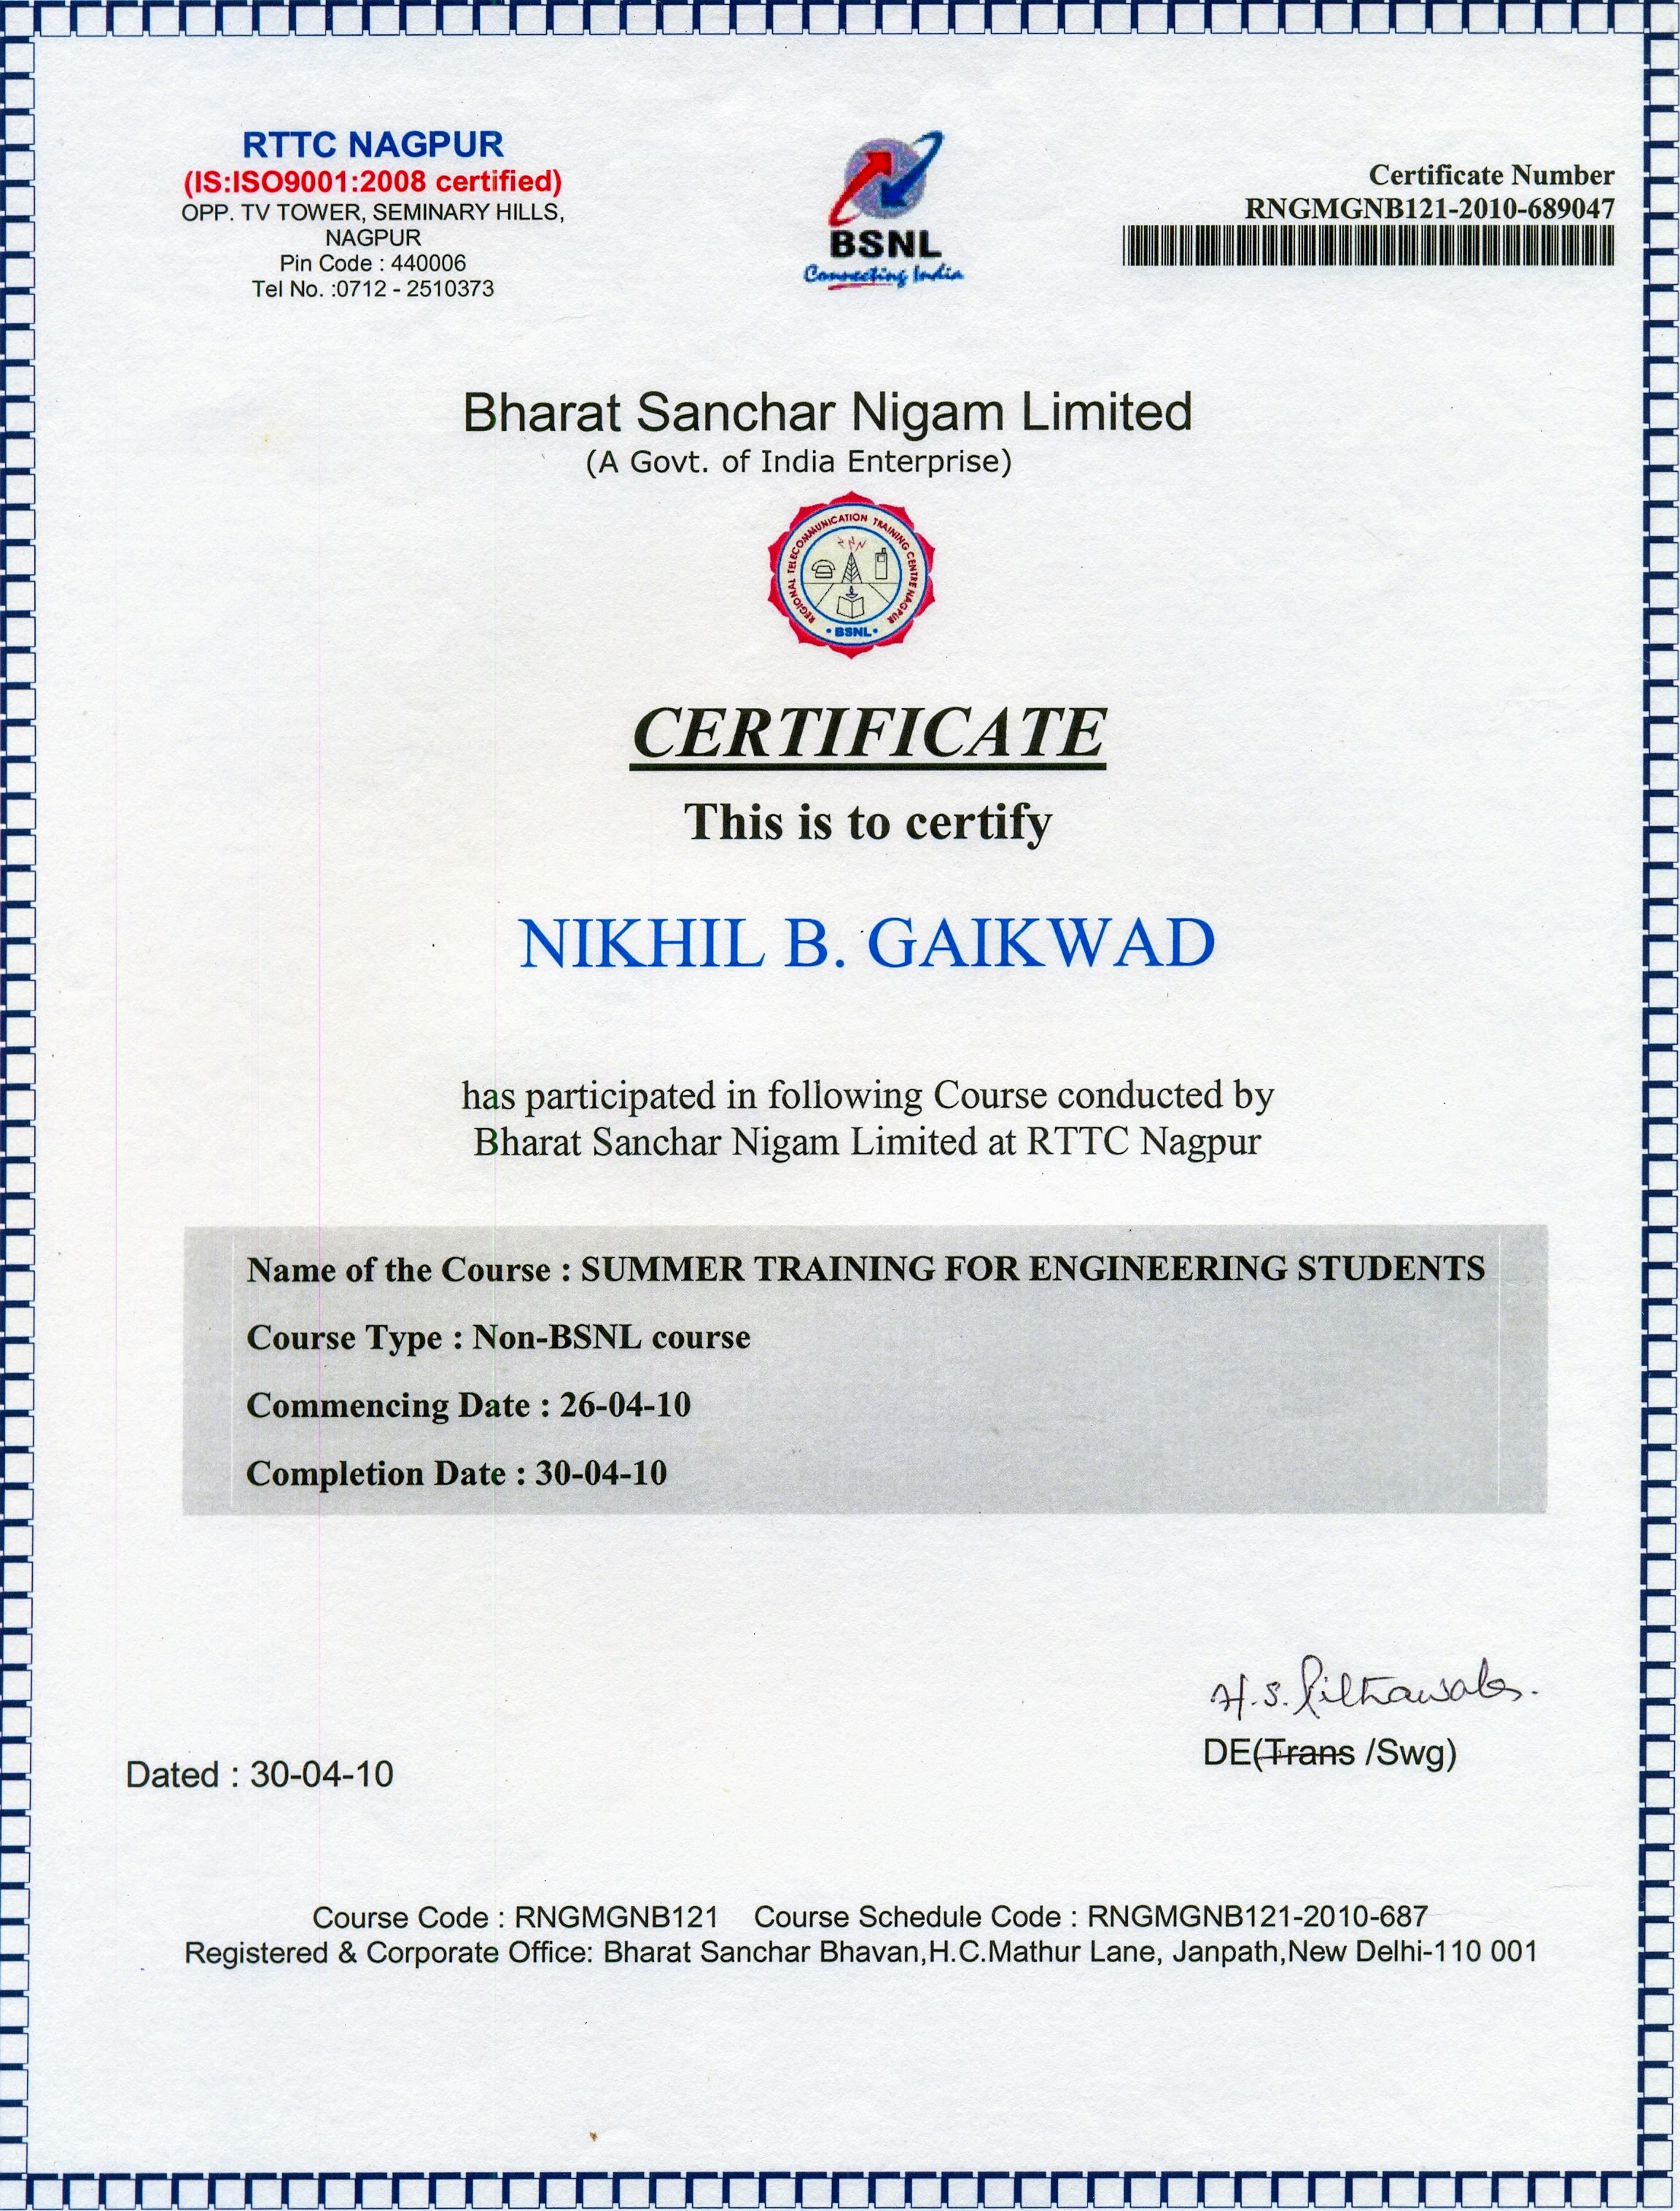 RTTC NAGPUR
(IS:ISO9001:2008 certified)
OPP. TV TOWER, SEMINARY HILLS,
NAGPUR
Pin Code : 440006
Tel No. :0712 - 2510373
BSNL
Connecting India
Certificate Number
RNGMGNB121-2010-689047
Bharat Sanchar Nigam Limited
(A Govt. of India Enterprise)
REGIONAL TELECOMMUNICATION TRAINING CENTRE NAGPUR
• BSNL •
CERTIFICATE
This is to certify
NIKHIL B. GAIKWAD
has participated in following Course conducted by
Bharat Sanchar Nigam Limited at RTTC Nagpur
Name of the Course : SUMMER TRAINING FOR ENGINEERING STUDENTS
Course Type : Non-BSNL course
Commencing Date : 26-04-10
Completion Date : 30-04-10
H.S.
DE(Trans /Swg)
Dated : 30-04-10
Course Code : RNGMGNB121 Course Schedule Code : RNGMGNB121-2010-687
Registered & Corporate Office: Bharat Sanchar Bhavan,H.C.Mathur Lane, Janpath,New Delhi-110 001